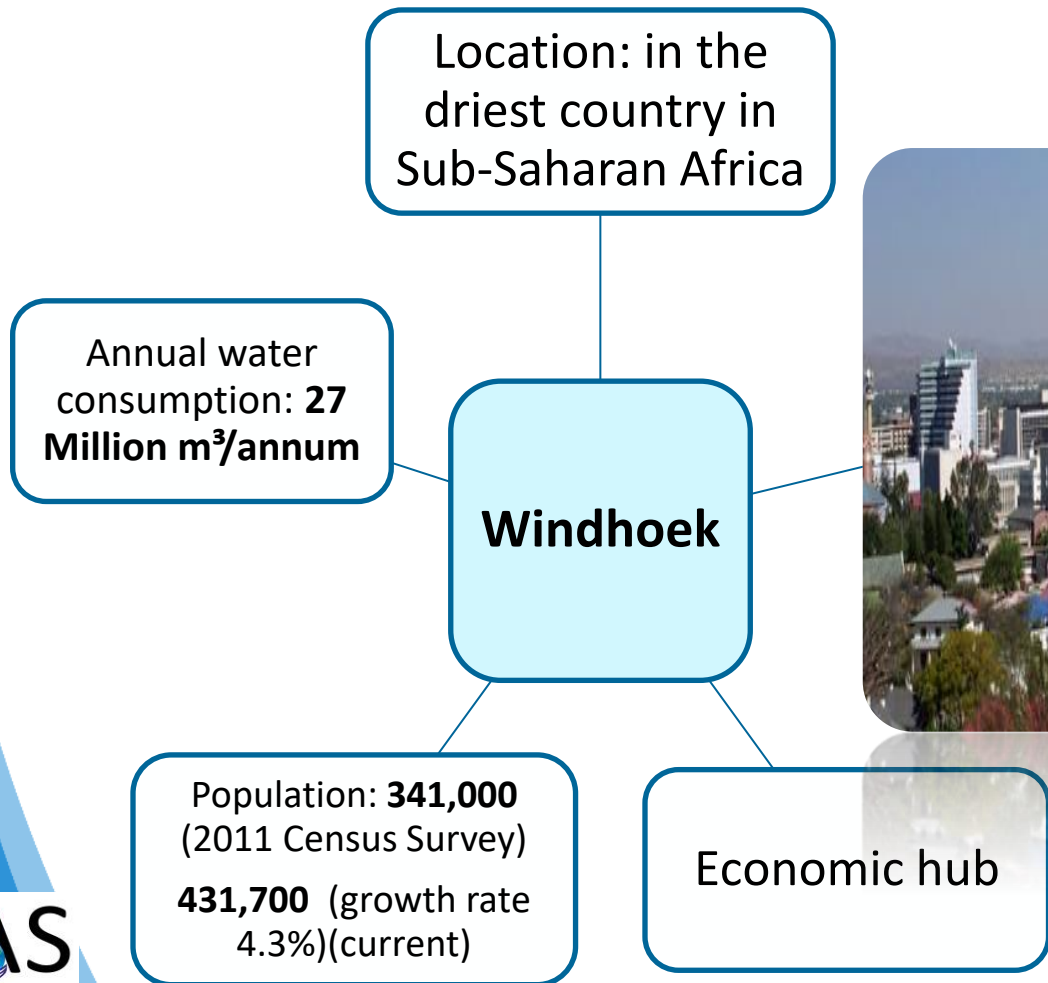 Location: in the
driest country in
Sub-Saharan Africa
Annual water
consumption: 27
Million m³/annum
Windhoek
Population: 341,000
(2011 Census Survey)
431,700 (growth rate
4.3%)(current)
Economic hub